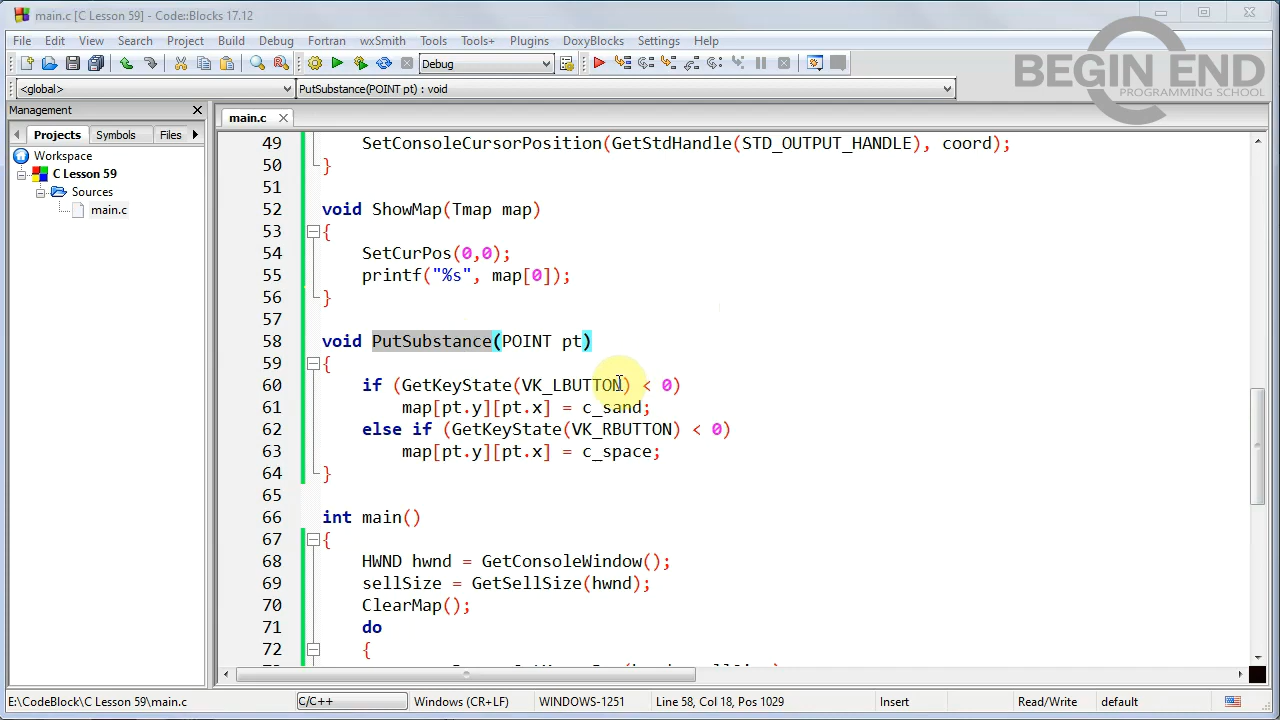 main.c [C Lesson 59] - Code::Blocks 17.12
File Edit View Search Project Build Debug Fortran wxSmith Tools Tools+ Plugins DoxyBlocks Settings Help
BEGIN END
PROGRAMMING SCHOOL
Debug
<global> PutSubstance(POINT pt) : void
Management
main.c
Projects Symbols Files
Workspace
C Lesson 59
Sources
main.c
49 SetConsoleCursorPosition(GetStdHandle(STD_OUTPUT_HANDLE), coord);
50 }
51
52 void ShowMap(Tmap map)
53 {
54 SetCurPos(0,0);
55 printf("%s", map[0]);
56 }
57
58 void PutSubstance(POINT pt)
59 {
60 if (GetKeyState(VK_LBUTTON) < 0)
61 map[pt.y][pt.x] = c_sand;
62 else if (GetKeyState(VK_RBUTTON) < 0)
63 map[pt.y][pt.x] = c_space;
64 }
65
66 int main()
67 {
68 HWND hwnd = GetConsoleWindow();
69 sellSize = GetSellSize(hwnd);
70 ClearMap();
71 do
72 {
E:\CodeBlock\C Lesson 59\main.c C/C++ Windows (CR+LF) WINDOWS-1251 Line 58, Col 18, Pos 1029 Insert Read/Write default